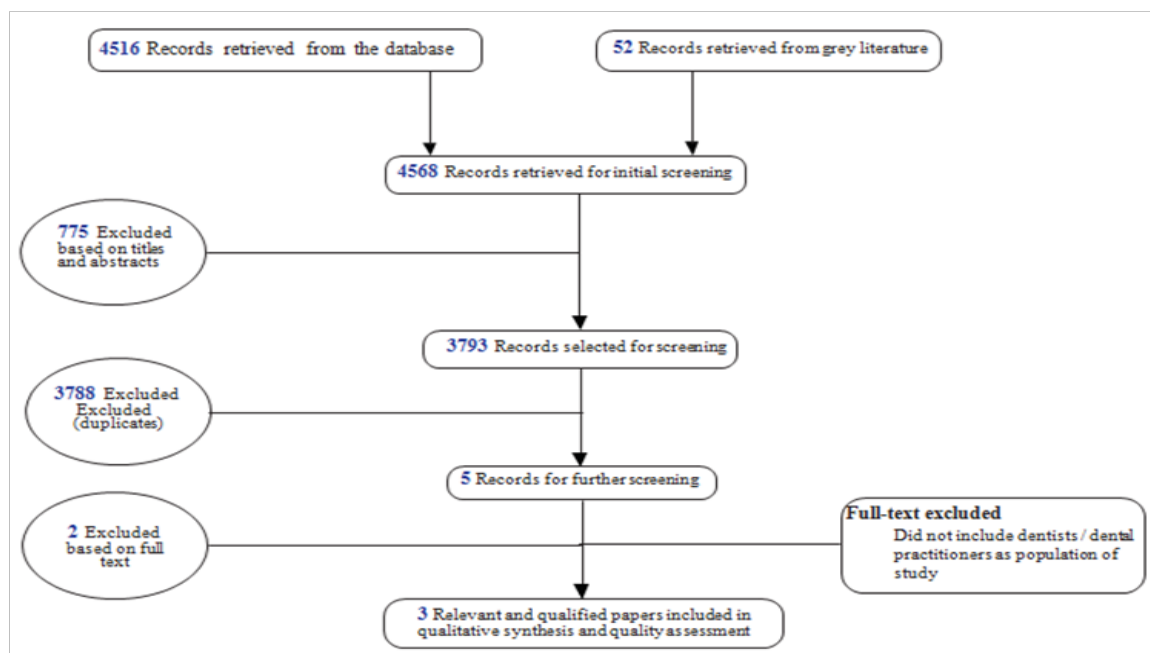 4516 Records retrieved from the database
52 Records retrieved from grey literature
4568 Records retrieved for initial screening
775 Excluded
based on titles
and abstracts
3793 Records selected for screening
3788 Excluded
Excluded
(duplicates)
5 Records for further screening
2 Excluded
based on full
text
Full-text excluded
Did not include dentists / dental
practitioners as population of
study
3 Relevant and qualified papers included in
qualitative synthesis and quality assessment